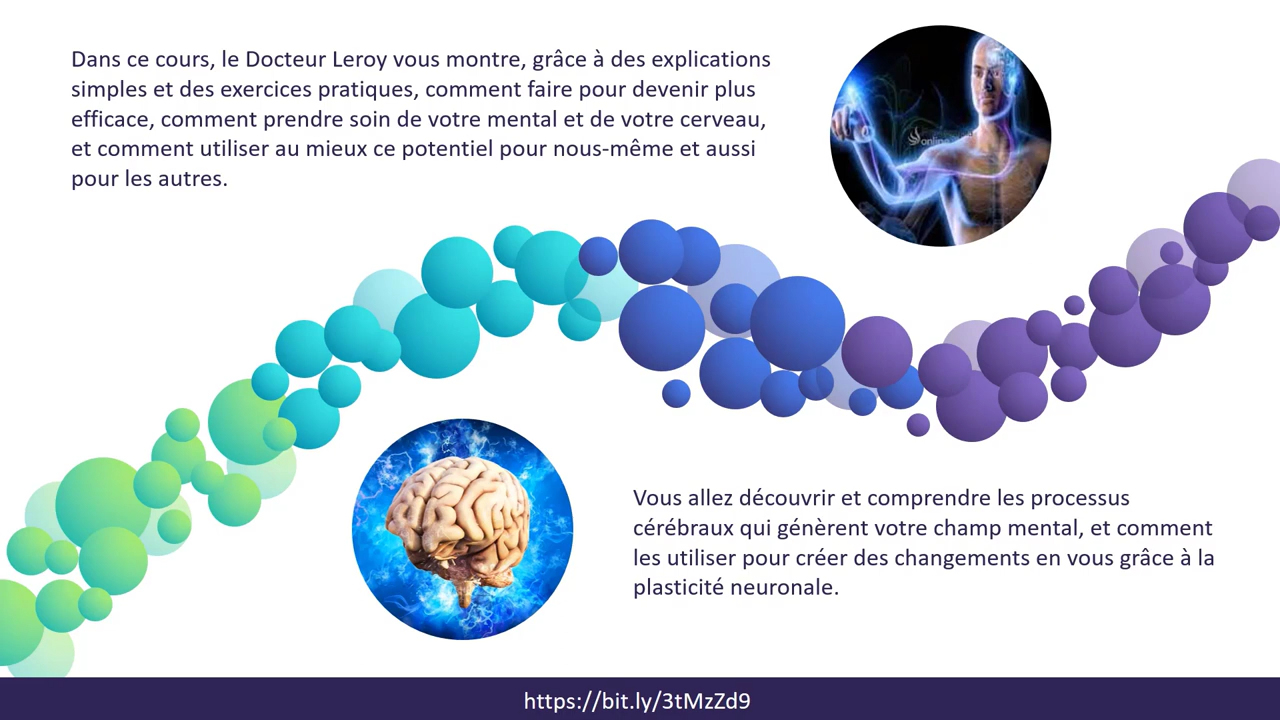 Dans ce cours, le Docteur Leroy vous montre, grâce à des explications
simples et des exercices pratiques, comment faire pour devenir plus
efficace, comment prendre soin de votre mental et de votre cerveau,
et comment utiliser au mieux ce potentiel pour nous-même et aussi
pour les autres.
Vous allez découvrir et comprendre les processus
cérébraux qui génèrent votre champ mental, et comment
les utiliser pour créer des changements en vous grâce à la
plasticité neuronale.
https://bit.ly/3tMzZd9